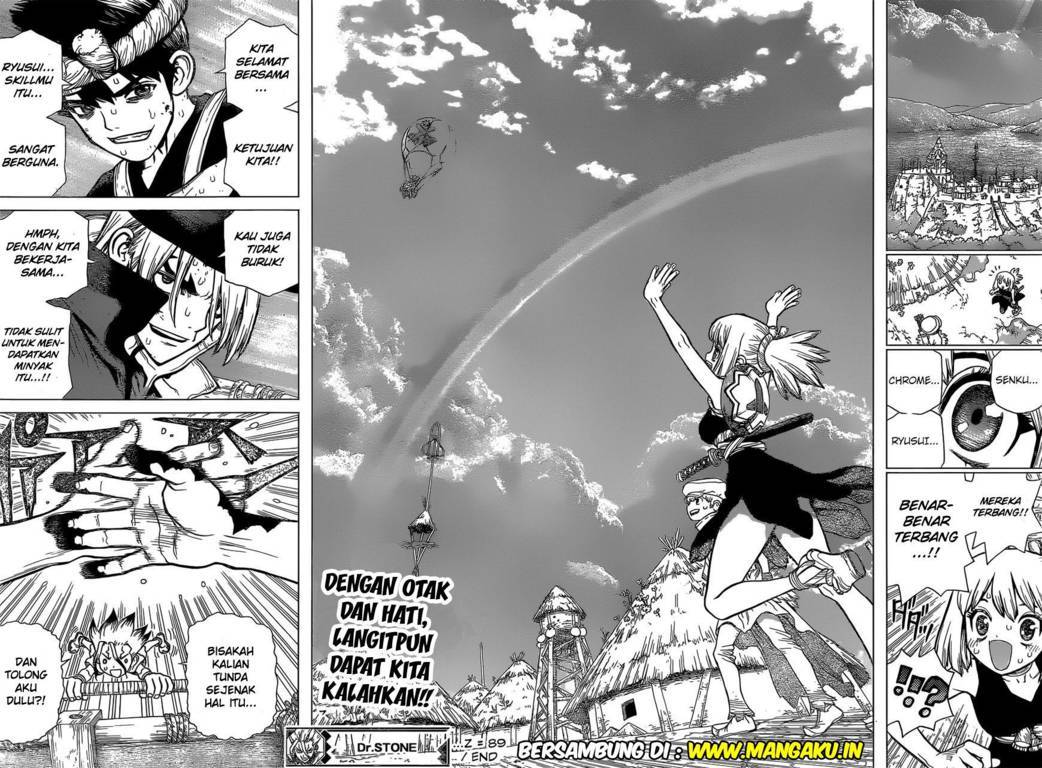 SENKU...
CHROME...
RYUSUI...
MEREKA
TERBANG!!
BENAR-
BENAR
TERBANG
...!!
!!?
DENGAN OTAK
DAN HATI,
LANGITPUN
DAPAT KITA
KALAHKAN!!
KITA
SELAMAT
BERSAMA
...
KETUJUAN
KITA!!
RYUSUI...
SKILLMU
ITU...
SANGAT
BERGUNA.
KAU JUGA
TIDAK
BURUK!
HMPH,
DENGAN KITA
BEKERJA-
SAMA...
TIDAK SULIT
UNTUK MEN-
DAPATKAN
MINYAK
ITU...!!
BISAKAH
KALIAN
TUNDA
SEJENAK
HAL ITU...
DAN
TOLONG
AKU
DULU?!
Dr.STONE
...Z = 89
/ END
BERSAMBUNG DI : WWW.MANGAKU.IN